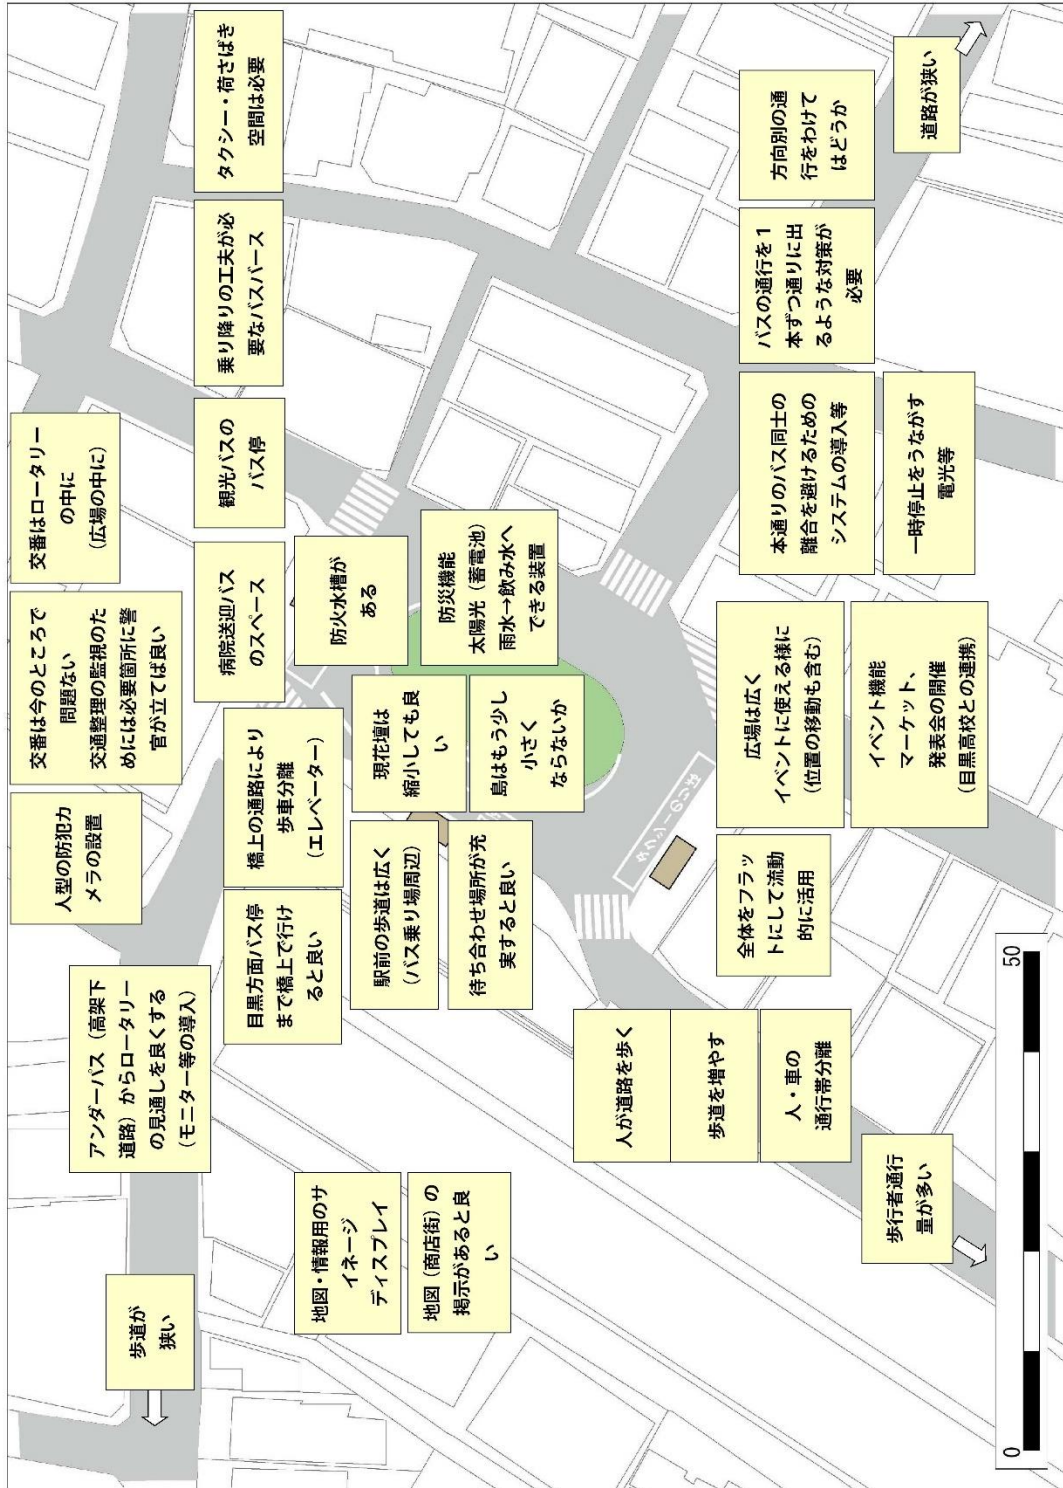 人型の防犯カ
メラの設置
交番は今のところで
問題ない
交通整理の監視のた
めには必要箇所に警
官が立てば良い
交番はロータリー
の中に
（広場の中に）
アンダーパス（高架下
道路）からロータリー
の見通しを良くする
（モニター等の導入）
歩道が
狭い
目黒方面バス停
まで橋上で行け
ると良い
橋上の通路により
歩車分離
（エレベーター）
病院送迎バス
のスペース
観光バスの
バス停
乗り降りの工夫が必
要なバスバース
タクシー・荷さばき
空間は必要
地図・情報用のサ
イネージ
ディスプレイ
地図（商店街）の
掲示があると良
い
駅前の歩道は広く
（バス乗り場周辺）
待ち合わせ場所が充
実すると良い
現花壇は
縮小しても良
い
島はもう少し
小さく
ならないか
防火水槽が
ある
防災機能
太陽光（蓄電池）
雨水→飲み水へ
できる装置
人が道路を歩く
歩道を増やす
人・車の
通行帯分離
タクシーのりば
全体をフラッ
トにして流動
的に活用
広場は広く
イベントに使える様に
（位置の移動も含む）
イベント機能
マーケット、
発表会の開催
（目黒高校との連携）
本通りのバス同士の
離合を避けるための
システムの導入等
一時停止をうながす
電光等
バスの通行を１
本ずつ通りに出
るような対策が
必要
方向別の通
行をわけて
はどうか
道路が狭い
歩行者通行
量が多い
0
50